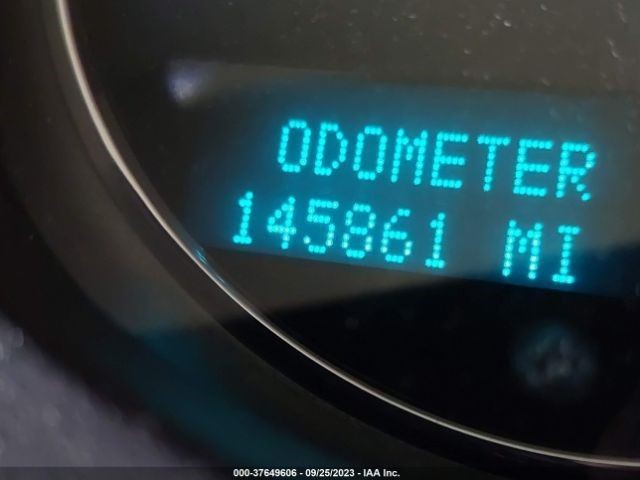 ODOMETER
145861 MI
000-37649606 - 09/25/2023 - IAA Inc.